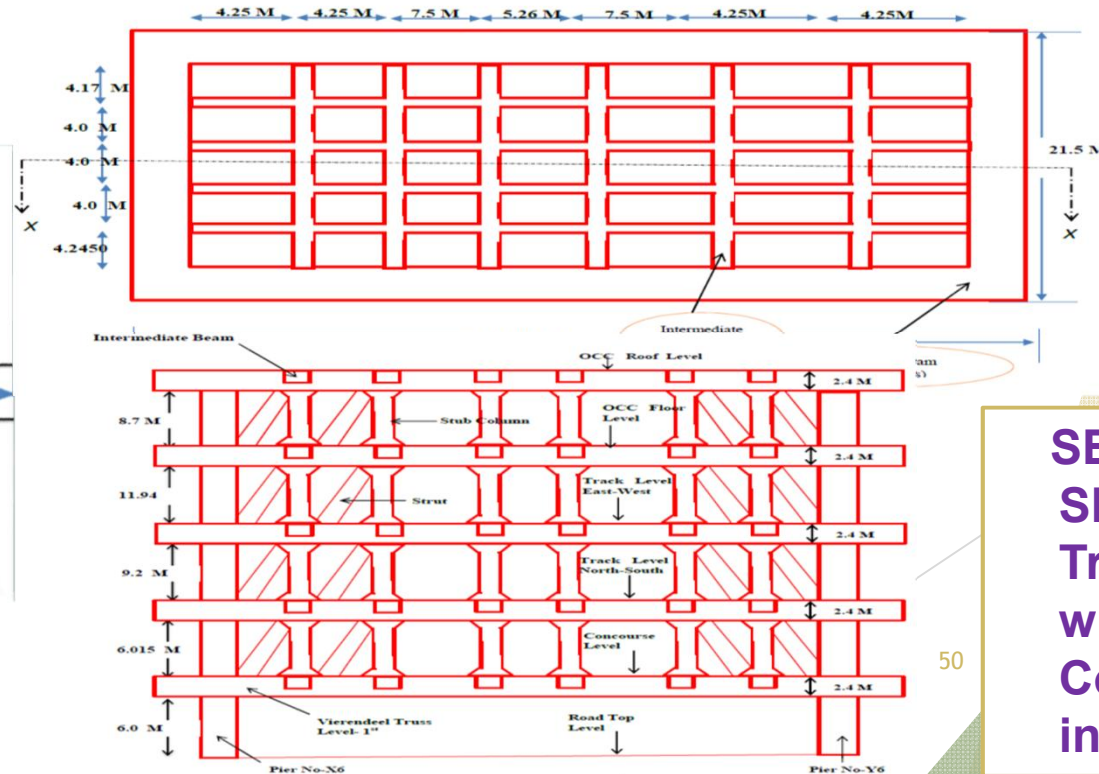 4.25 M 4.25 M 7.5 M 5.26 M 7.5 M 4.25M 4.25M
4.17 M
4.0 M
4.0 M
4.0 M
4.2450
21.5 M
X
X
Intermediate
Intermediate Beam
OCC Roof Level
2.4 M
8.7 M
Stub Column
OCC Floor
Level
2.4 M
11.94
Strut
Track Level
East-West
2.4 M
9.2 M
Track Level
North-South
2.4 M
6.015 M
Concourse
Level
2.4 M
6.0 M
Vierendeel Truss
Level- 1st
Road Top
Level
Pier No-X6
Pier No-Y6
50